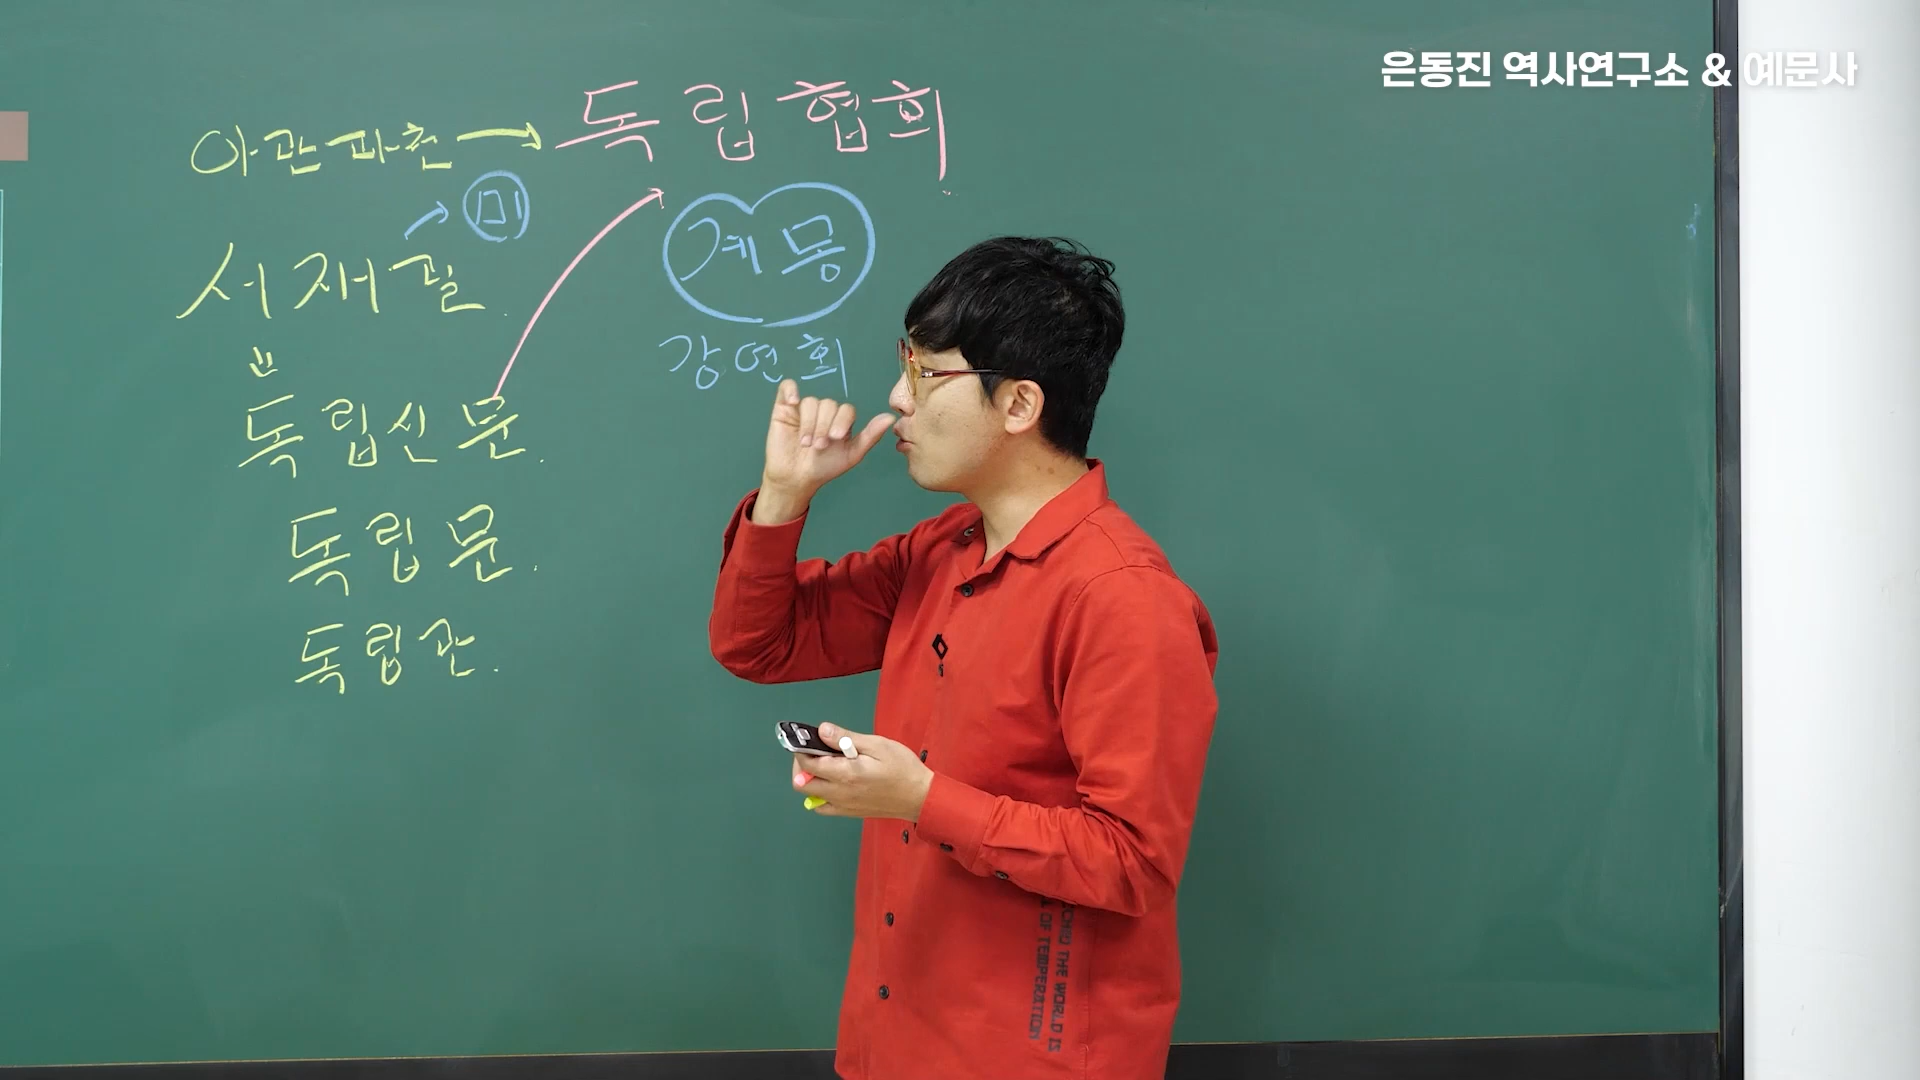 은동진 역사연구소 & 예문사
아관파천 → 독립협회
미
서재필
계몽
강연회
독립신문.
독립문.
독립관.